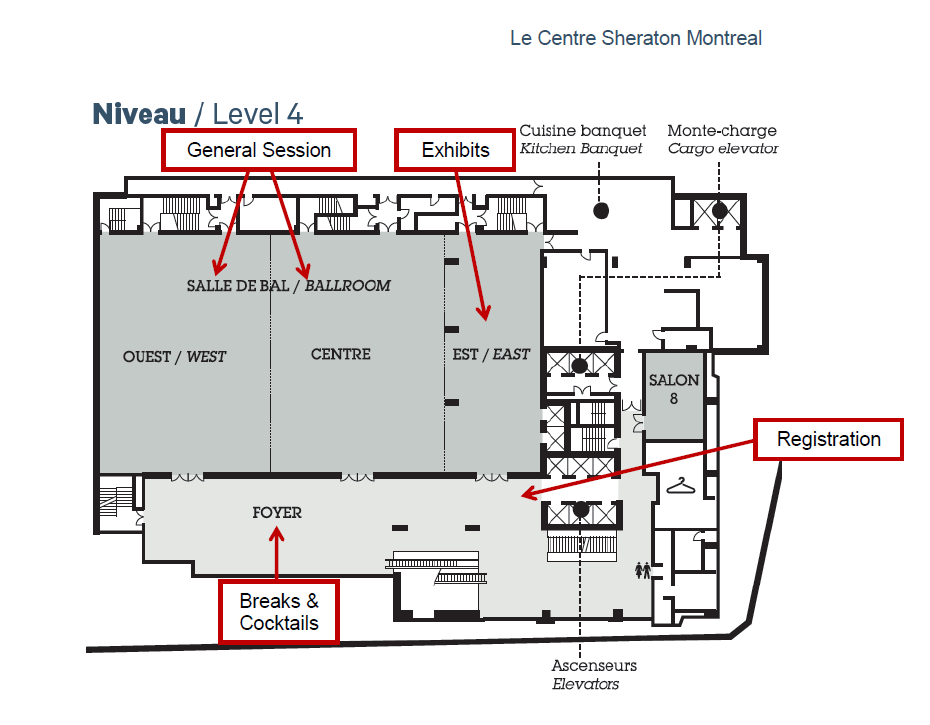 Le Centre Sheraton Montreal
Niveau / Level 4
General Session
Exhibits
Cuisine banquet
Kitchen Banquet
Monte-charge
Cargo elevator
SALLE DE BAL / BALLROOM
OUEST / WEST
CENTRE
EST / EAST
SALON
8
Registration
FOYER
Breaks &
Cocktails
Ascenseurs
Elevators